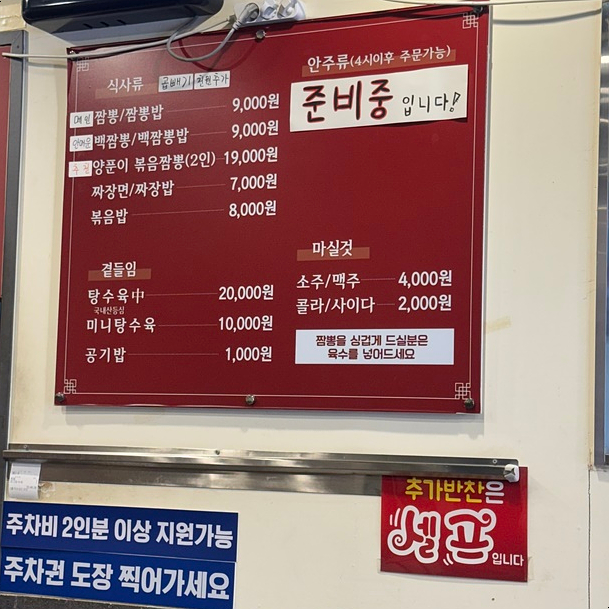 식사류 곱빼기 천원추가
메인 짬뽕/짬뽕밥 9,000원
안매운 백짬뽕/백짬뽕밥 9,000원
추천 양푼이 볶음짬뽕(2인) 19,000원
짜장면/짜장밥 7,000원
볶음밥 8,000원
곁들임
탕수육中 20,000원
국내산등심
미니탕수육 10,000원
공기밥 1,000원
안주류(4시이후 주문가능)
준비중 입니다!
마실것
소주/맥주 4,000원
콜라/사이다 2,000원
짬뽕을 싱겁게 드실분은
육수를 넣어드세요
주차비 2인분 이상 지원가능
주차권 도장 찍어가세요
추가반찬은
셀프입니다